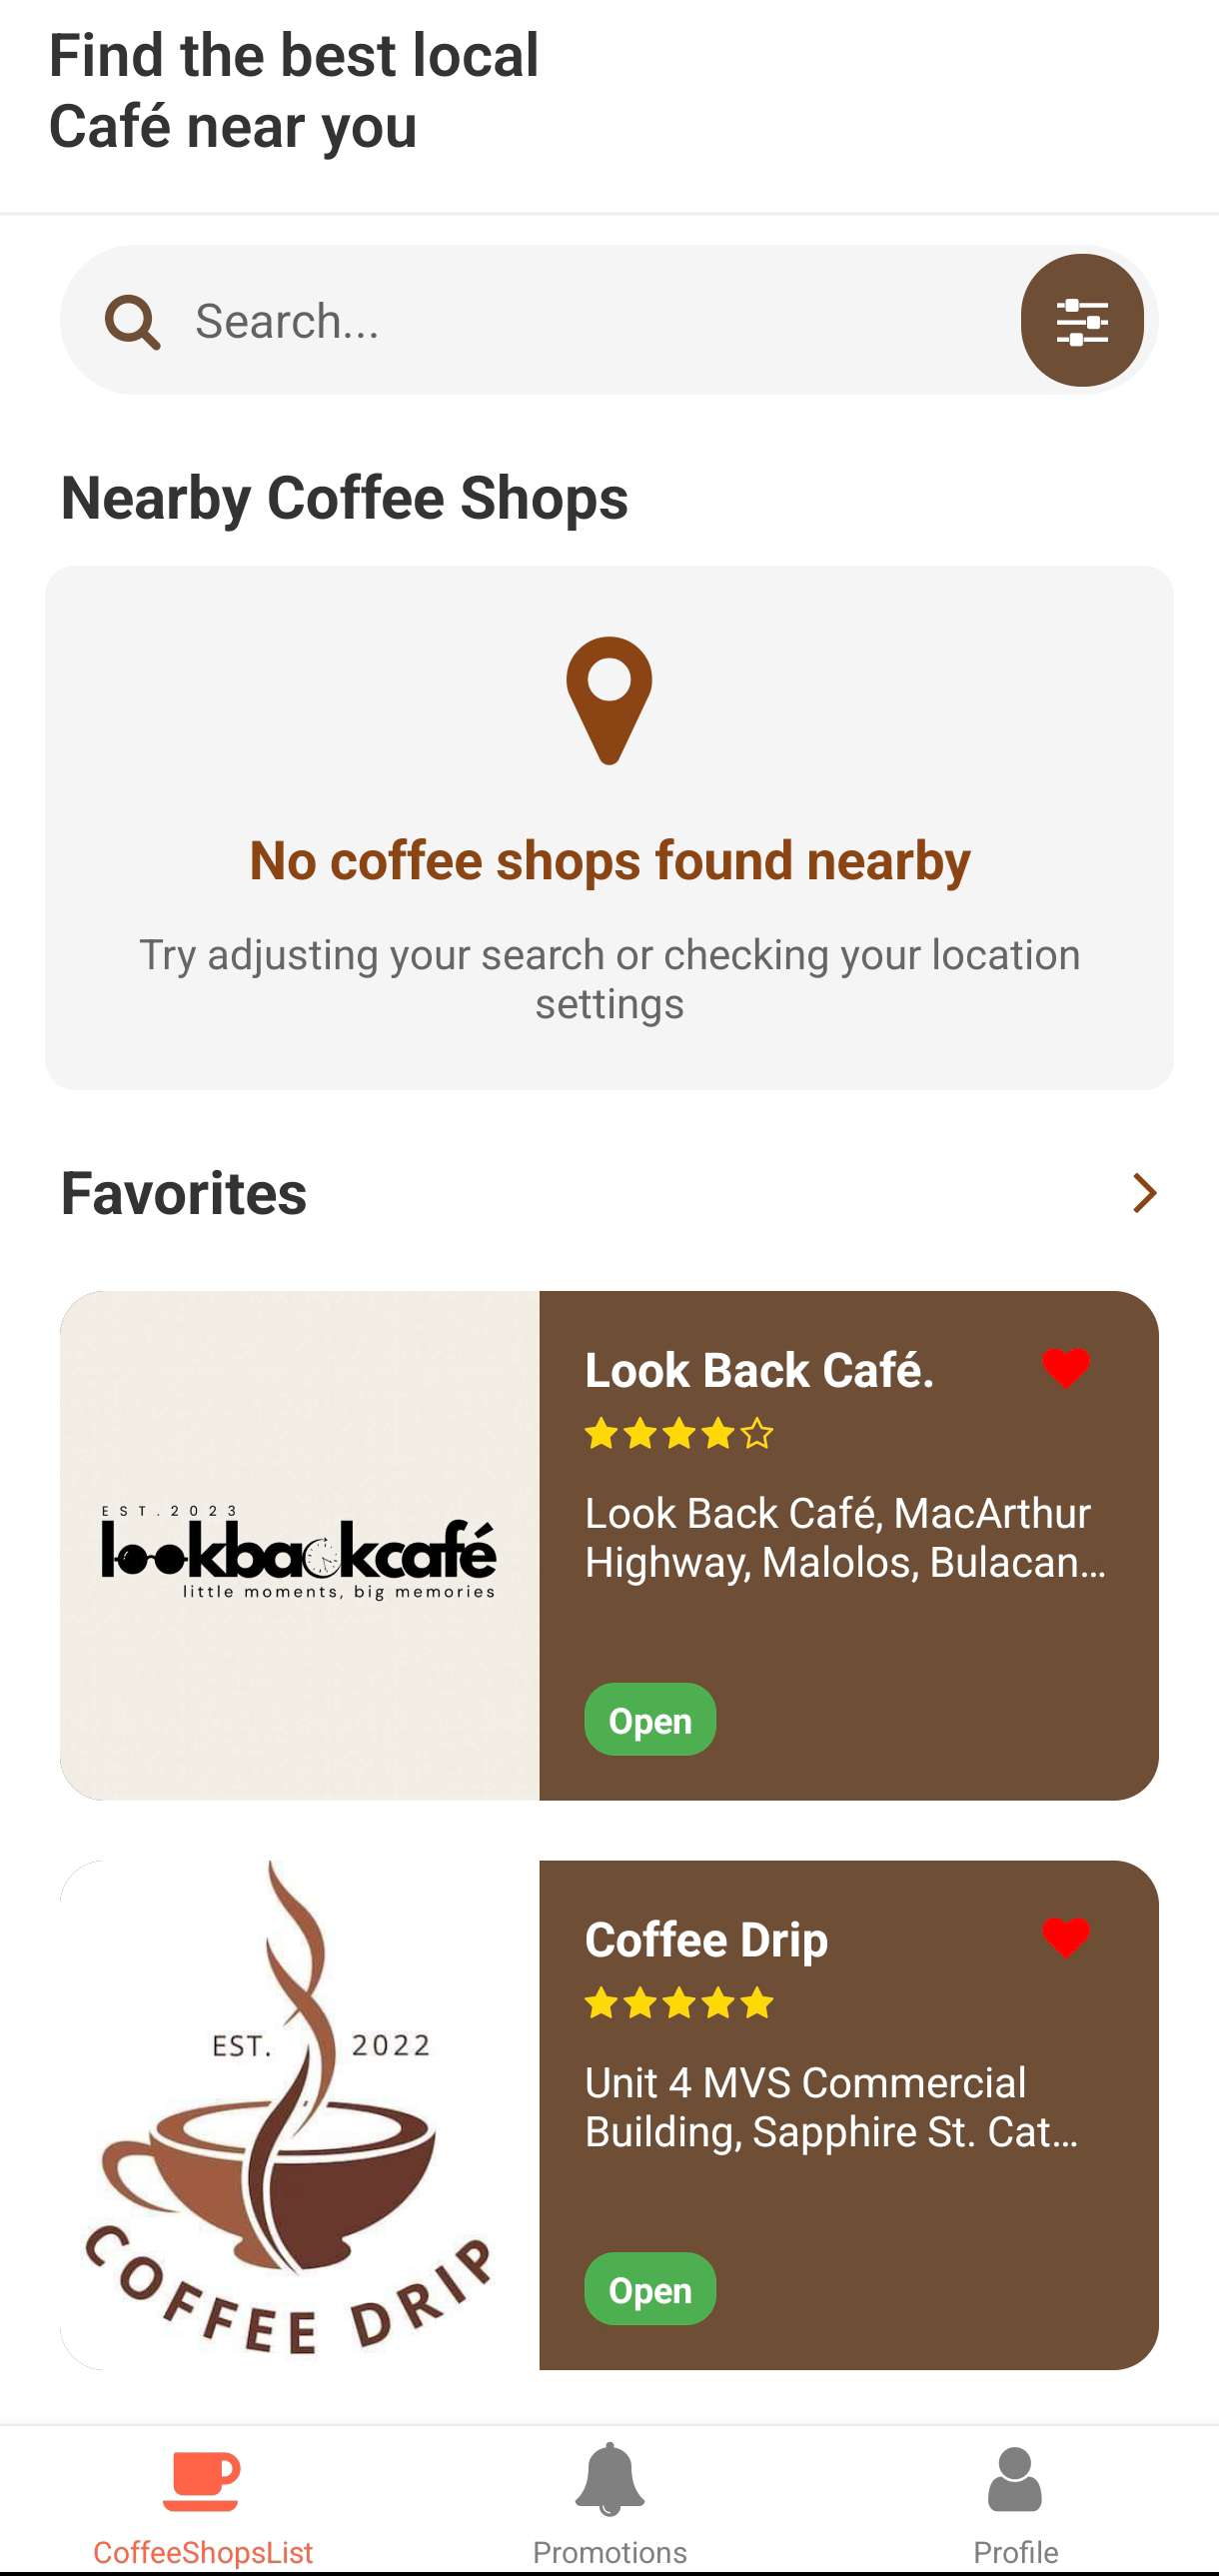 Find the best local
Café near you
Search...
Nearby Coffee Shops
No coffee shops found nearby
Try adjusting your search or checking your location
settings
Favorites
EST.2023
lookbackcafé
little moments, big memories
Look Back Café.
Look Back Café, MacArthur
Highway, Malolos, Bulacan...
Open
EST. 2022
COFFEE DRIP
Coffee Drip
Unit 4 MVS Commercial
Building, Sapphire St. Cat...
Open
CoffeeShopsList
Promotions
Profile